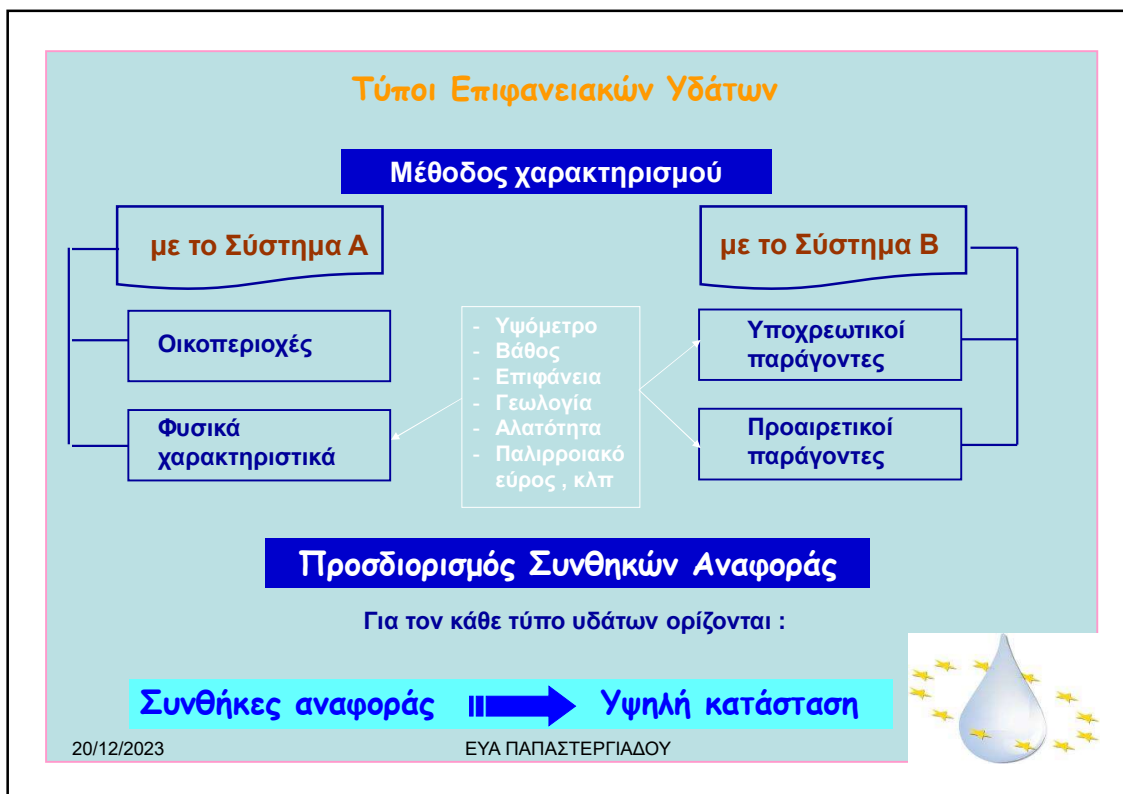 Τύποι Επιφανειακών Υδάτων
Μέθοδος χαρακτηρισμού
με το Σύστημα Α
με το Σύστημα Β
Οικοπεριοχές
Φυσικά
χαρακτηριστικά
- Υψόμετρο
- Βάθος
- Επιφάνεια
- Γεωλογία
- Αλατότητα
- Παλιρροιακό
εύρος , κλπ
Υποχρεωτικοί
παράγοντες
Προαιρετικοί
παράγοντες
Προσδιορισμός Συνθηκών Αναφοράς
Για τον κάθε τύπο υδάτων ορίζονται :
Συνθήκες αναφοράς Υψηλή κατάσταση
20/12/2023 ΕΥΑ ΠΑΠΑΣΤΕΡΓΙΑΔΟΥ